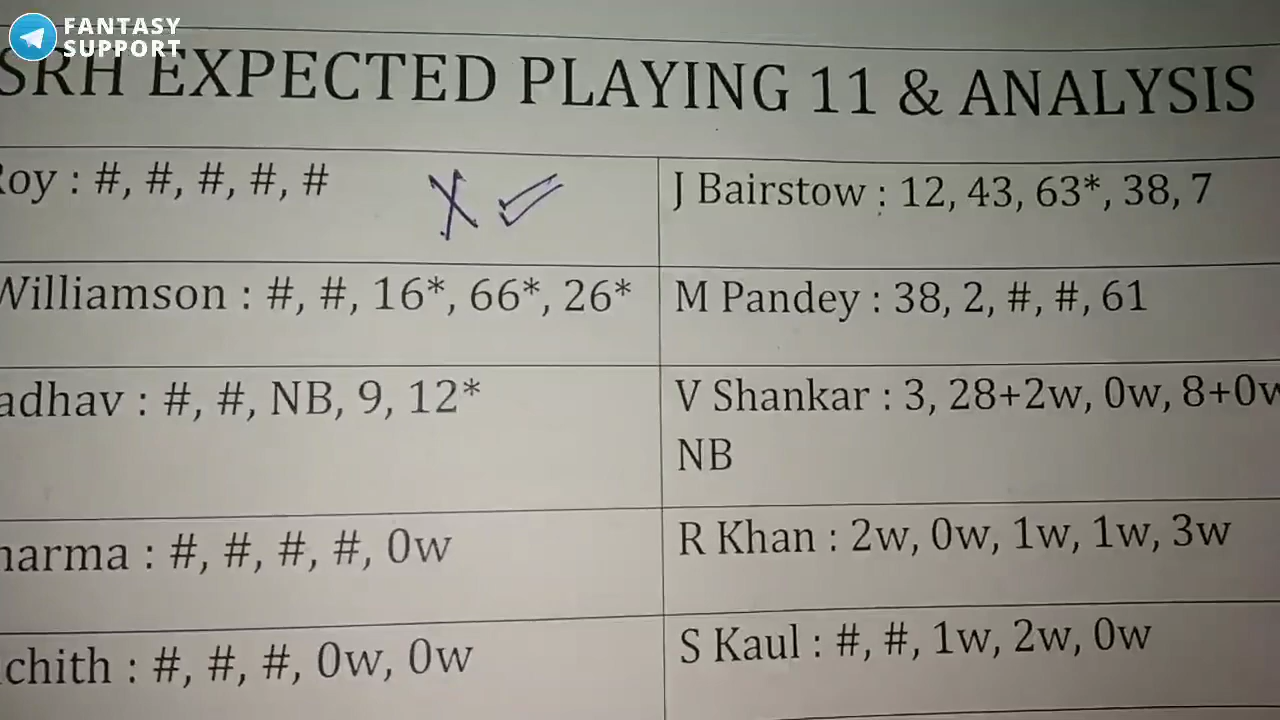 FANTASY
SUPPORT
SRH EXPECTED PLAYING 11 & ANALYSIS
Roy : #, #, #, #, #
J Bairstow : 12, 43, 63*, 38, 7
Williamson : #, #, 16*, 66*, 26*
M Pandey : 38, 2, #, #, 61
adhav : #, #, NB, 9, 12*
V Shankar : 3, 28+2w, 0w, 8+0w
NB
harma : #, #, #, #, 0w
R Khan : 2w, 0w, 1w, 1w, 3w
chith : #, #, #, 0w, 0w
S Kaul : #, #, 1w, 2w, 0w